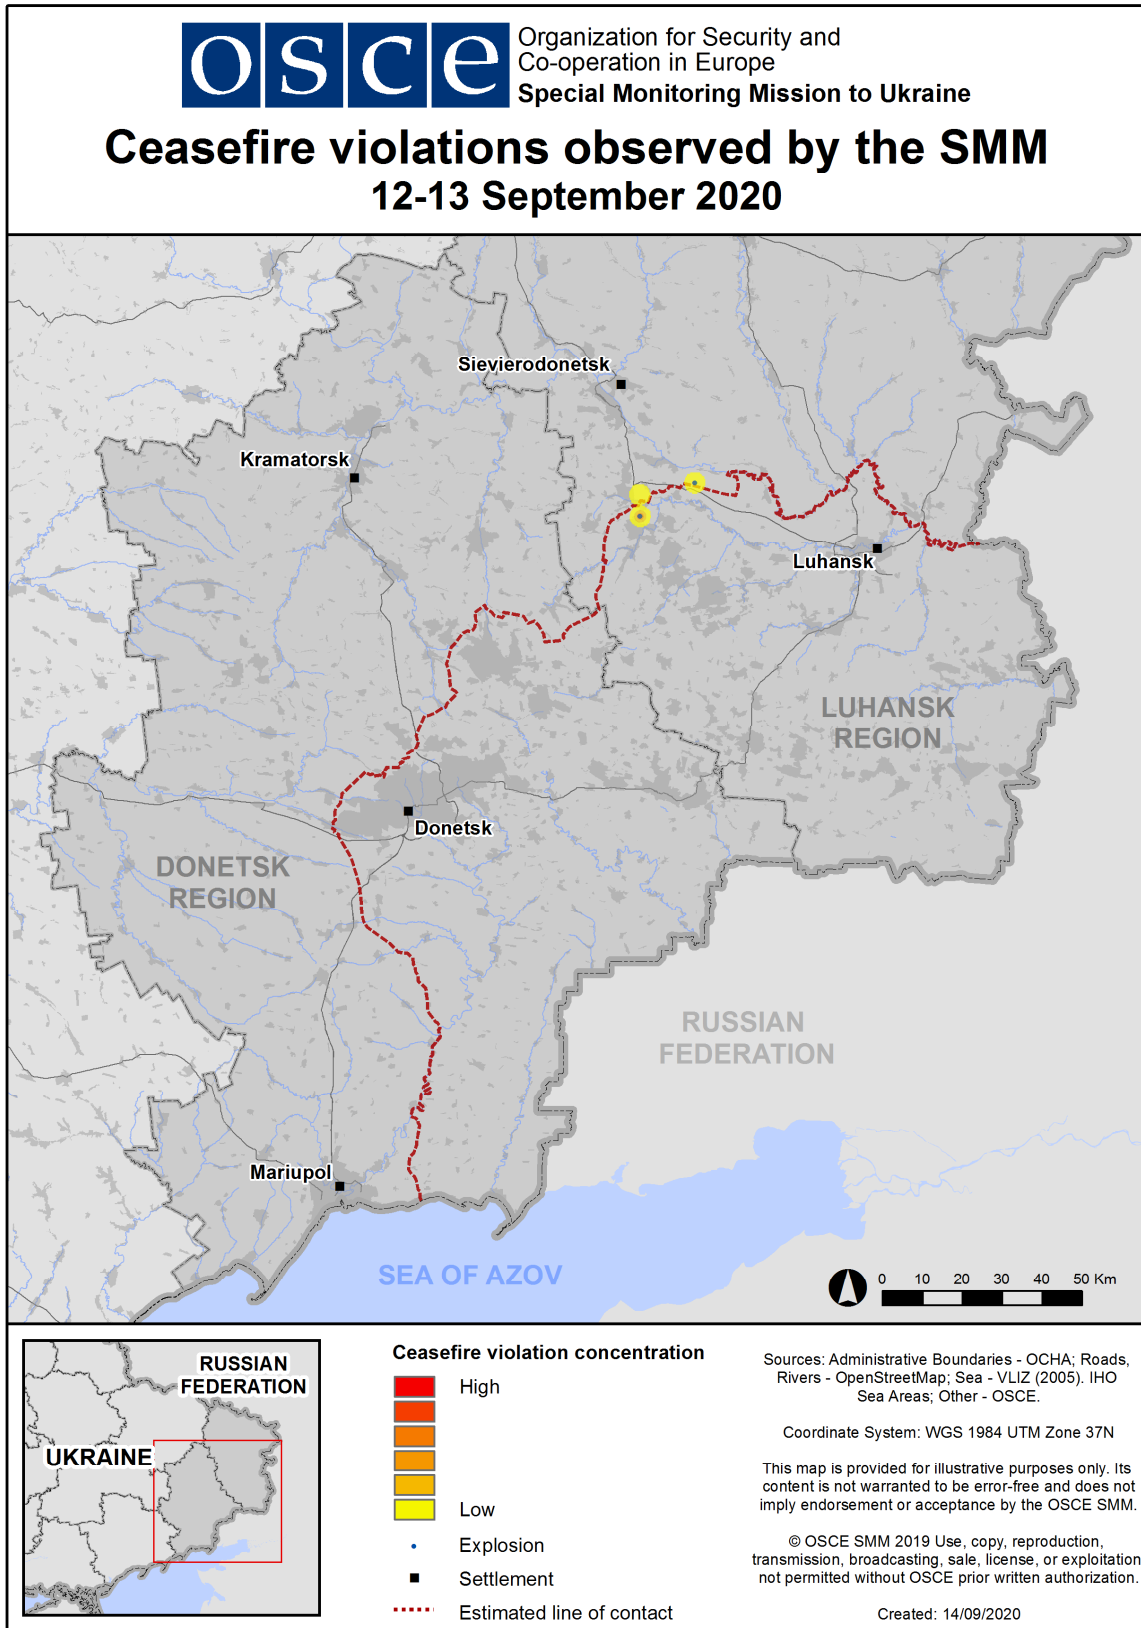 osce
Organization for Security and
Co-operation in Europe
Special Monitoring Mission to Ukraine
Ceasefire violations observed by the SMM
12-13 September 2020
Sievierodonetsk
Kramatorsk
Luhansk
LUHANSK
REGION
Donetsk
DONETSK
REGION
RUSSIAN
FEDERATION
Mariupol
SEA OF AZOV
0 10 20 30 40 50 Km
RUSSIAN
FEDERATION
UKRAINE
Ceasefire violation concentration
High
Low
Explosion
Settlement
Estimated line of contact
Sources: Administrative Boundaries - OCHA; Roads,
Rivers - OpenStreetMap; Sea - VLIZ (2005). IHO
Sea Areas; Other - OSCE.
Coordinate System: WGS 1984 UTM Zone 37N
This map is provided for illustrative purposes only. Its
content is not warranted to be error-free and does not
imply endorsement or acceptance by the OSCE SMM.
© OSCE SMM 2019 Use, copy, reproduction,
transmission, broadcasting, sale, license, or exploitation
not permitted without OSCE prior written authorization.
Created: 14/09/2020